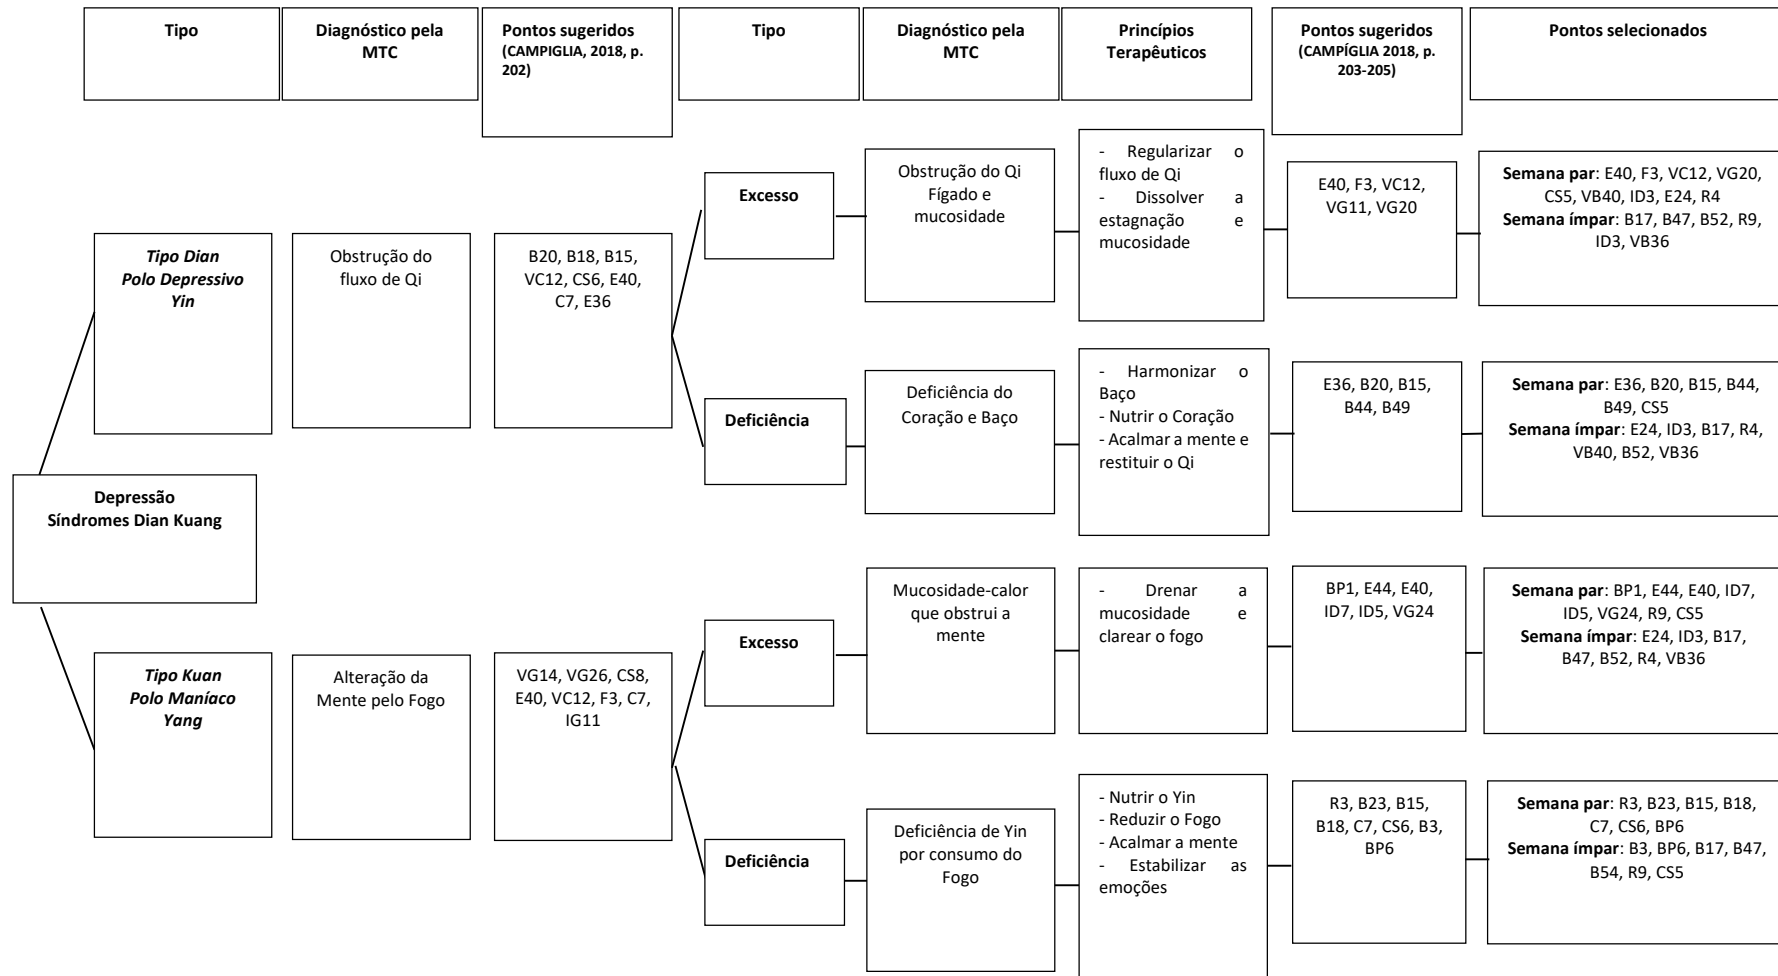 Tipo
Diagnóstico pela
MTC
Pontos sugeridos
(CAMPIGLIA, 2018, p.
202)
Tipo
Diagnóstico pela
MTC
Princípios
Terapêuticos
Pontos sugeridos
(CAMPÍGLIA 2018, p.
203-205)
Pontos selecionados
Depressão
Síndromes Dian Kuang
Tipo Dian
Polo Depressivo
Yin
Obstrução do
fluxo de Qi
B20, B18, B15,
VC12, CS6, E40,
C7, E36
Excesso
Obstrução do Qi
Fígado e
mucosidade
- Regularizar o
fluxo de Qi
- Dissolver a
estagnação e
mucosidade
E40, F3, VC12,
VG11, VG20
Semana par: E40, F3, VC12, VG20,
CS5, VB40, ID3, E24, R4
Semana ímpar: B17, B47, B52, R9,
ID3, VB36
Deficiência
Deficiência do
Coração e Baço
- Harmonizar o
Baço
- Nutrir o Coração
- Acalmar a mente e
restituir o Qi
E36, B20, B15,
B44, B49
Semana par: E36, B20, B15, B44,
B49, CS5
Semana ímpar: E24, ID3, B17, R4,
VB40, B52, VB36
Tipo Kuan
Polo Maníaco
Yang
Alteração da
Mente pelo Fogo
VG14, VG26, CS8,
E40, VC12, F3, C7,
IG11
Excesso
Mucosidade-calor
que obstrui a
mente
- Drenar a
mucosidade e
clarear o fogo
BP1, E44, E40,
ID7, ID5, VG24
Semana par: BP1, E44, E40, ID7,
ID5, VG24, R9, CS5
Semana ímpar: E24, ID3, B17,
B47, B52, R4, VB36
Deficiência
Deficiência de Yin
por consumo do
Fogo
- Nutrir o Yin
- Reduzir o Fogo
- Acalmar a mente
- Estabilizar as
emoções
R3, B23, B15,
B18, C7, CS6, B3,
BP6
Semana par: R3, B23, B15, B18,
C7, CS6, BP6
Semana ímpar: B3, BP6, B17, B47,
B54, R9, CS5